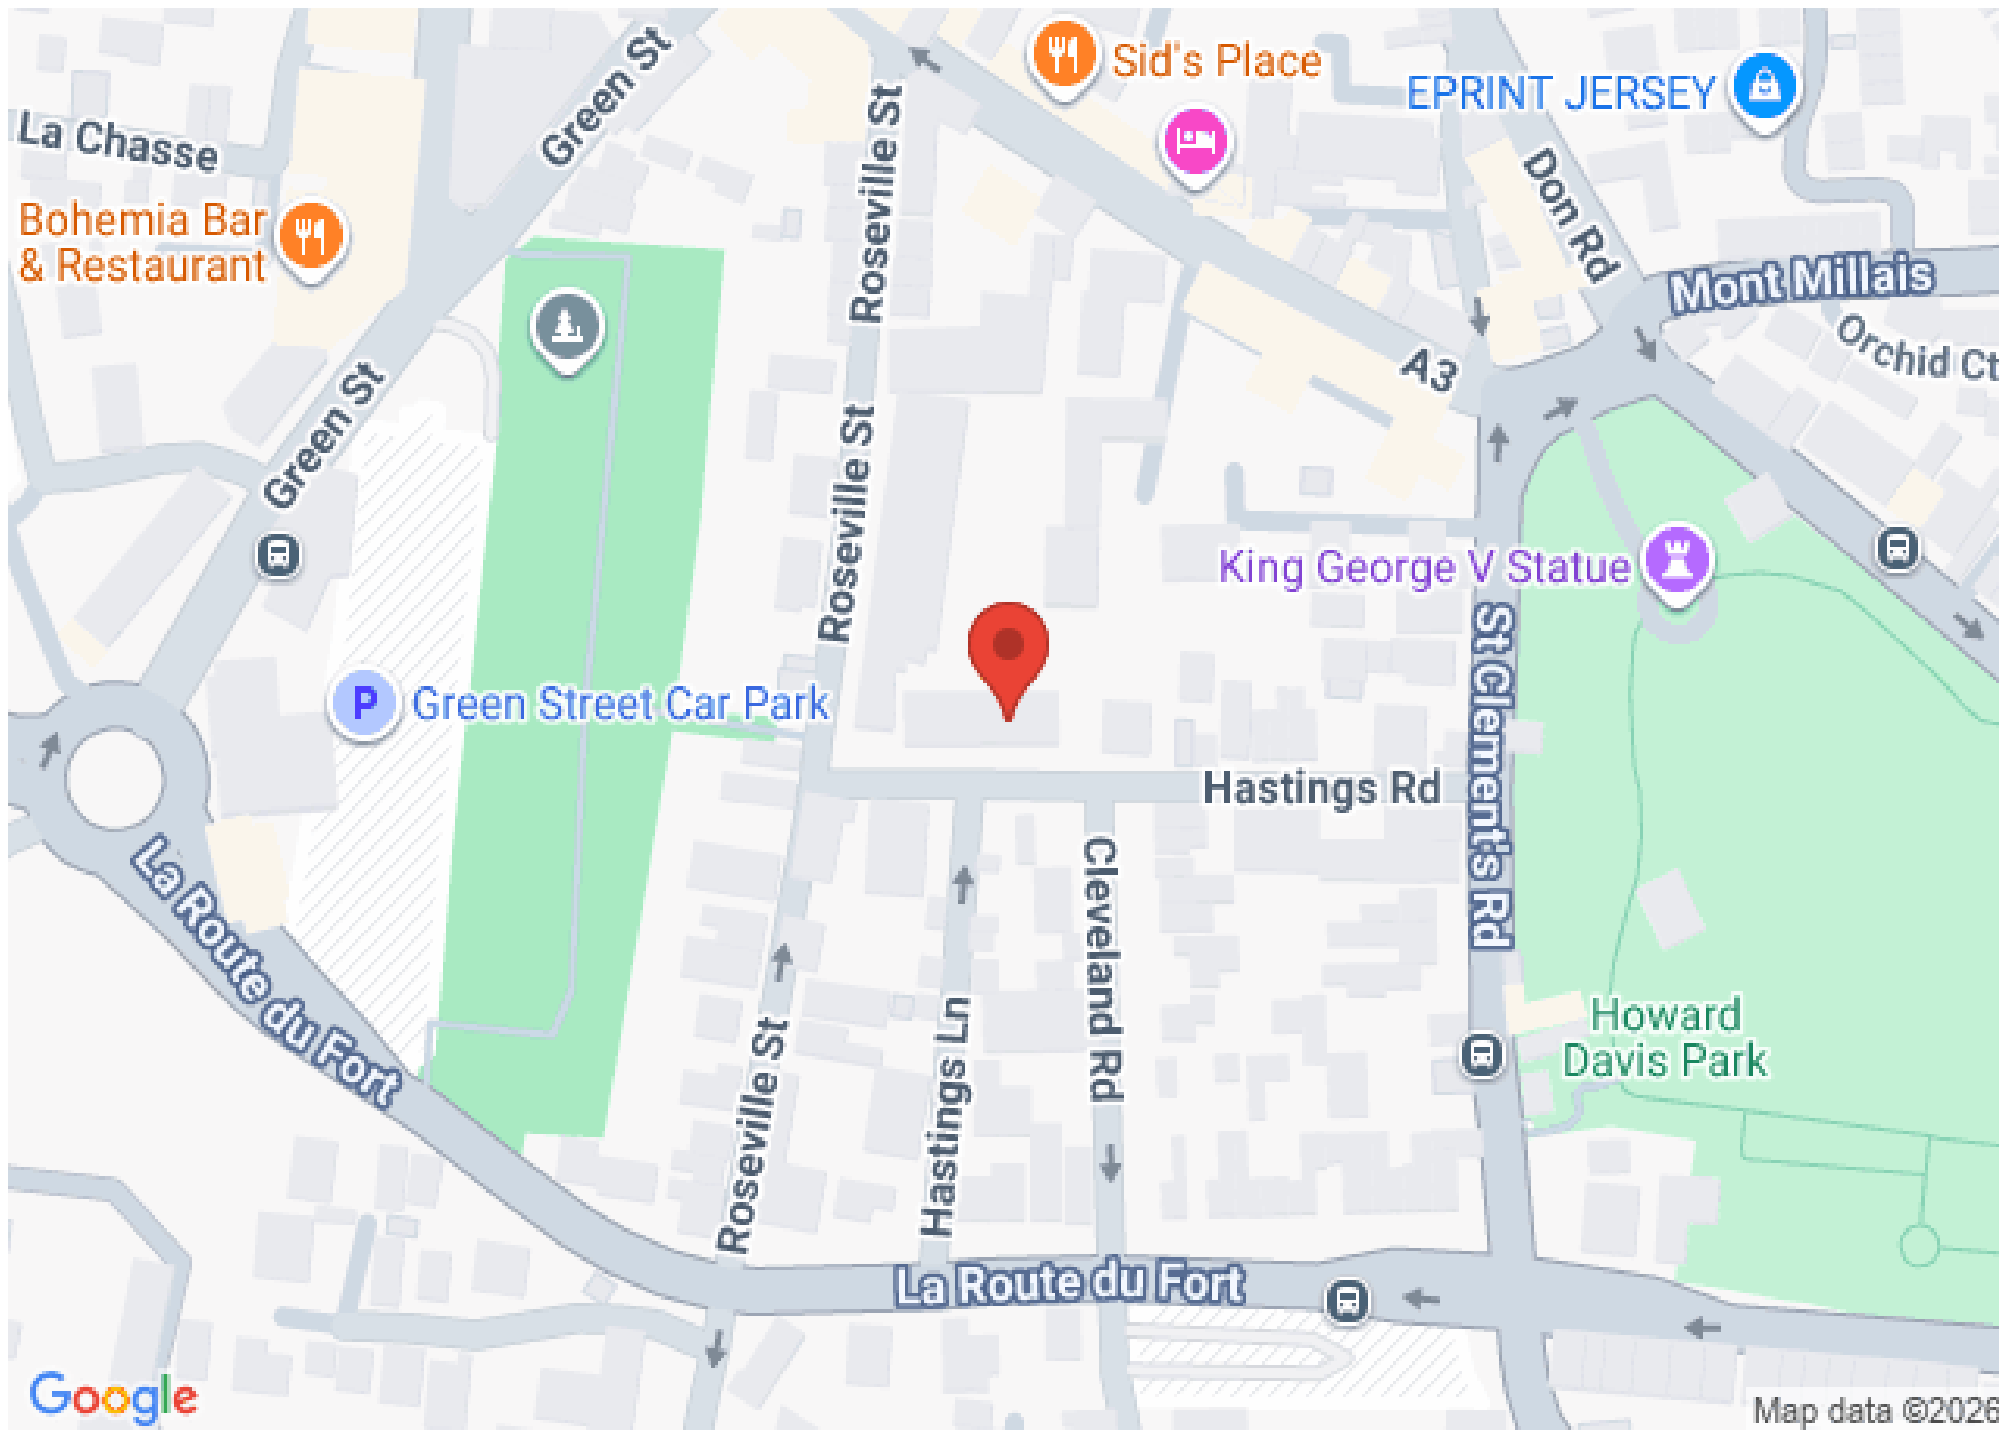 Sid's Place
EPRINT JERSEY
Green St
La Chasse
Roseville St
Don Rd
Bohemia Bar
& Restaurant
Mont Millais
Orchid Ct
A3
Green St
Roseville St
King George V Statue
St Clement's Rd
P
Green Street Car Park
Hastings Rd
La Route du Fort
Cleveland Rd
Howard
Davis Park
Roseville St
Hastings Ln
La Route du Fort
Google
Map data ©2026